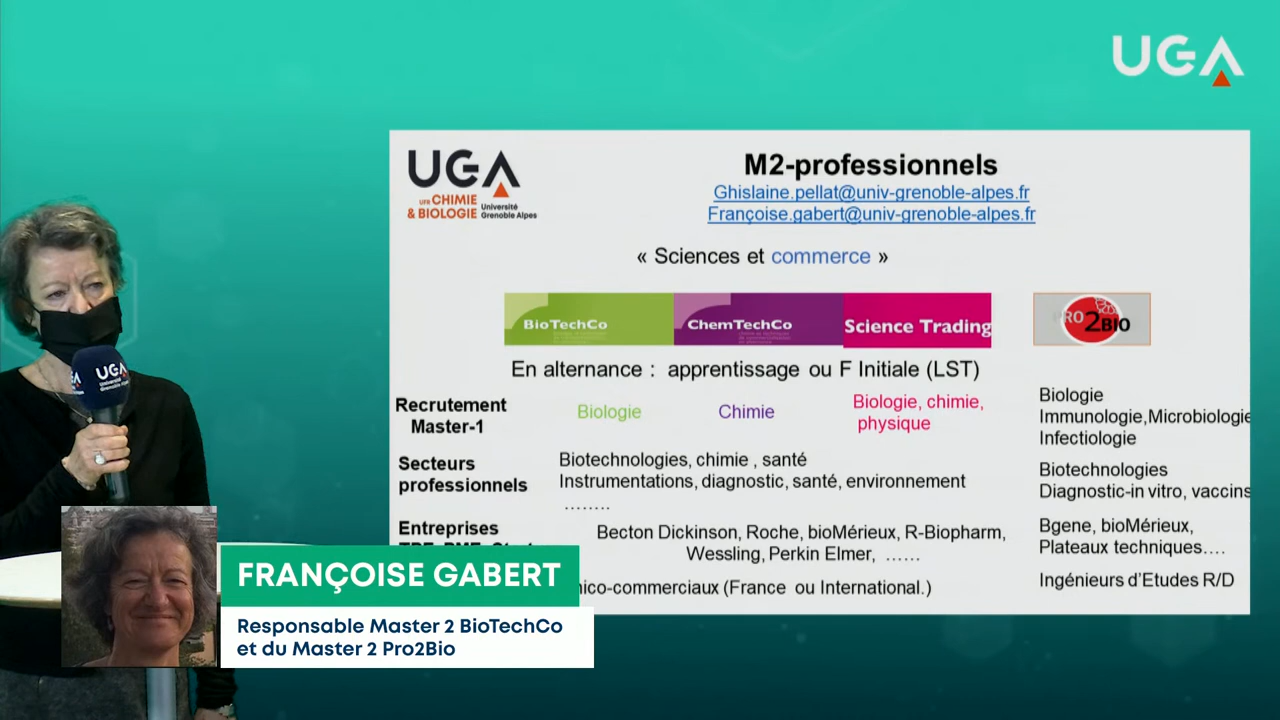 UGA
UGA
UFR CHIMIE
& BIOLOGIE
Université
Grenoble Alpes
M2-professionnels
Ghislaine.pellat@univ-grenoble-alpes.fr
Françoise.gabert@univ-grenoble-alpes.fr
« Sciences et commerce »
BioTechCo
ChemTechCo
Science Trading
RO2BIO
En alternance : apprentissage ou F Initiale (LST)
Recrutement
Master-1
Biologie
Chimie
Biologie, chimie,
physique
Biologie
Immunologie,Microbiologie
Infectiologie
Secteurs
professionnels
Biotechnologies, chimie , santé
Instrumentations, diagnostic, santé, environnement
........
Biotechnologies
Diagnostic-in vitro, vaccins
Entreprises
Becton Dickinson, Roche, bioMérieux, R-Biopharm,
Wessling, Perkin Elmer, ......
Bgene, bioMérieux,
Plateaux techniques....
nico-commerciaux (France ou International.)
Ingénieurs d'Etudes R/D
UGA
Université
Grenoble Alpes
FRANÇOISE GABERT
Responsable Master 2 BioTechCo
et du Master 2 Pro2Bio